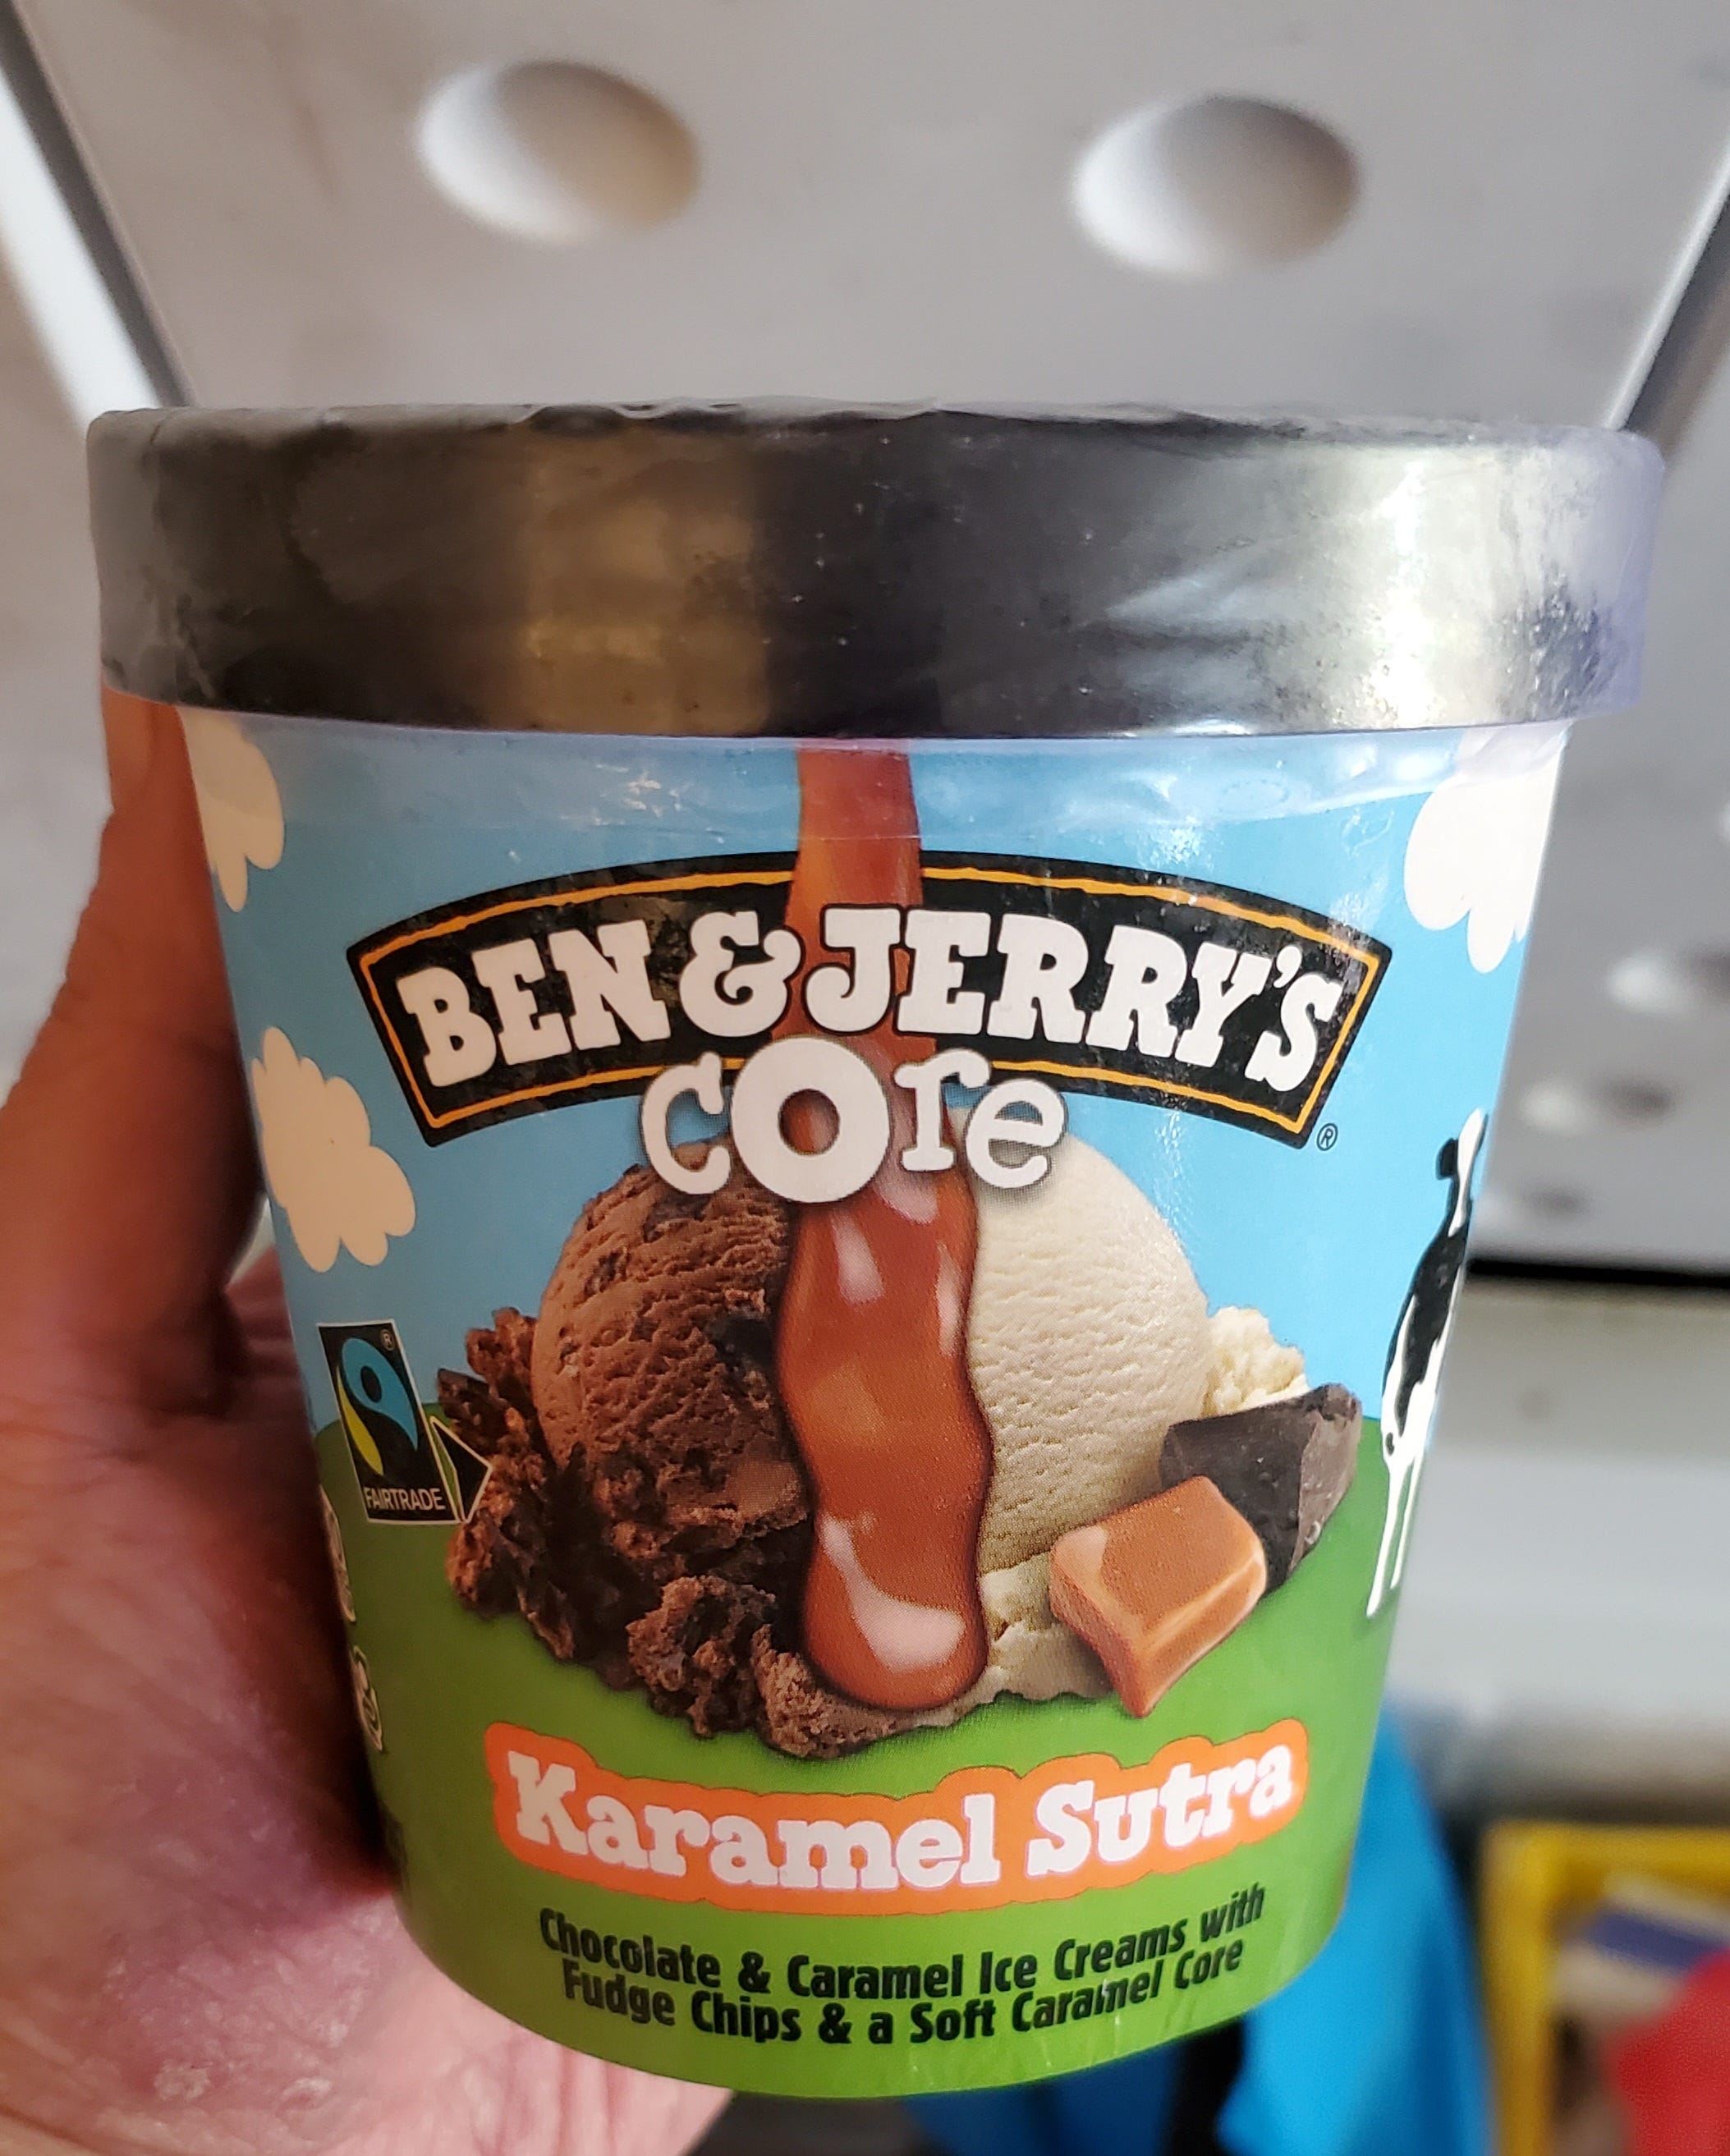 BEN & JERRY'S
®
core
®
FAIRTRADE
Karamel Sutra
Chocolate & Caramel Ice Creams with
Fudge Chips & a Soft Caramel Core